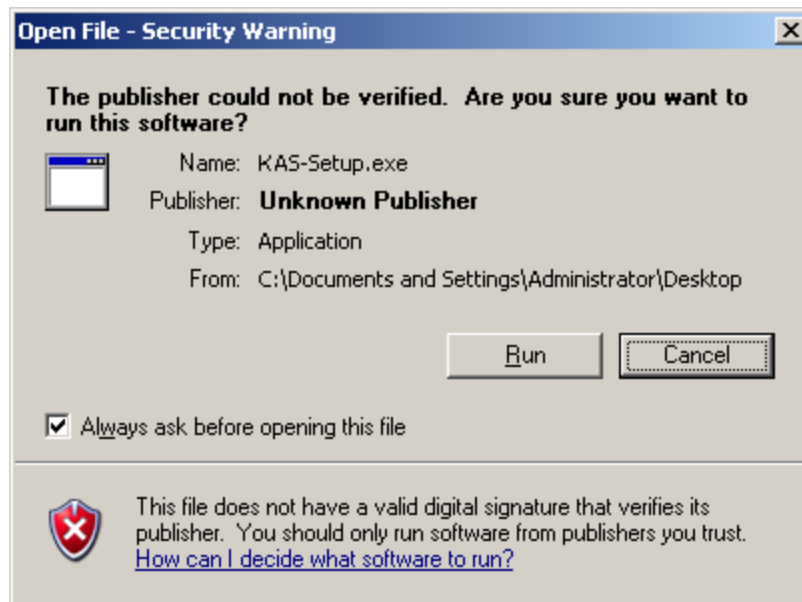 Open File - Security Warning
The publisher could not be verified.  Are you sure you want to
run this software?
Name: KAS-Setup.exe
Publisher: Unknown Publisher
Type: Application
From: C:\Documents and Settings\Administrator\Desktop
Run Cancel
Always ask before opening this file
This file does not have a valid digital signature that verifies its
publisher.  You should only run software from publishers you trust.
How can I decide what software to run?